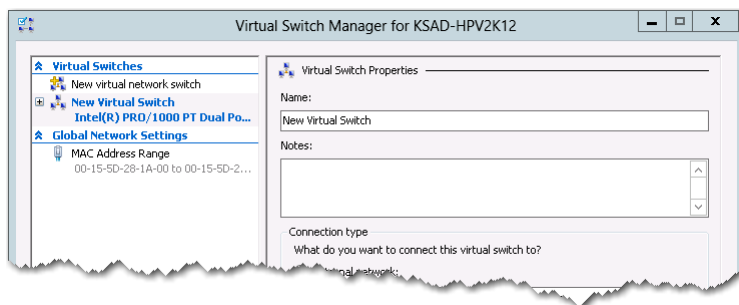 Virtual Switch Manager for KSAD-HPV2K12
Virtual Switches
New virtual network switch
New Virtual Switch
Intel(R) PRO/1000 PT Dual Po...
Global Network Settings
MAC Address Range
00-15-5D-28-1A-00 to 00-15-5D-2...
Virtual Switch Properties
Name:
New Virtual Switch
Notes:
Connection type
What do you want to connect this virtual switch to?
network: